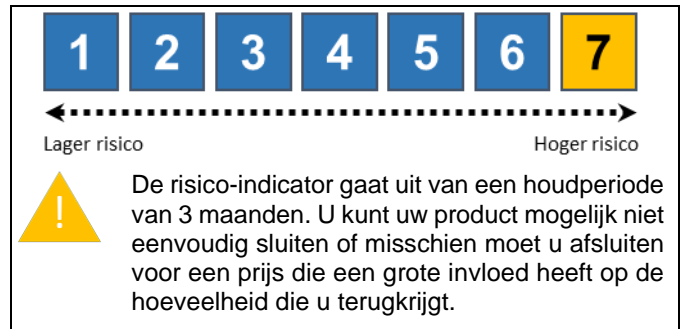 1 2 3 4 5 6 7
Lager risico Hoger risico
! De risico-indicator gaat uit van een houdperiode
van 3 maanden. U kunt uw product mogelijk niet
eenvoudig sluiten of misschien moet u afsluiten
voor een prijs die een grote invloed heeft op de
hoeveelheid die u terugkrijgt.